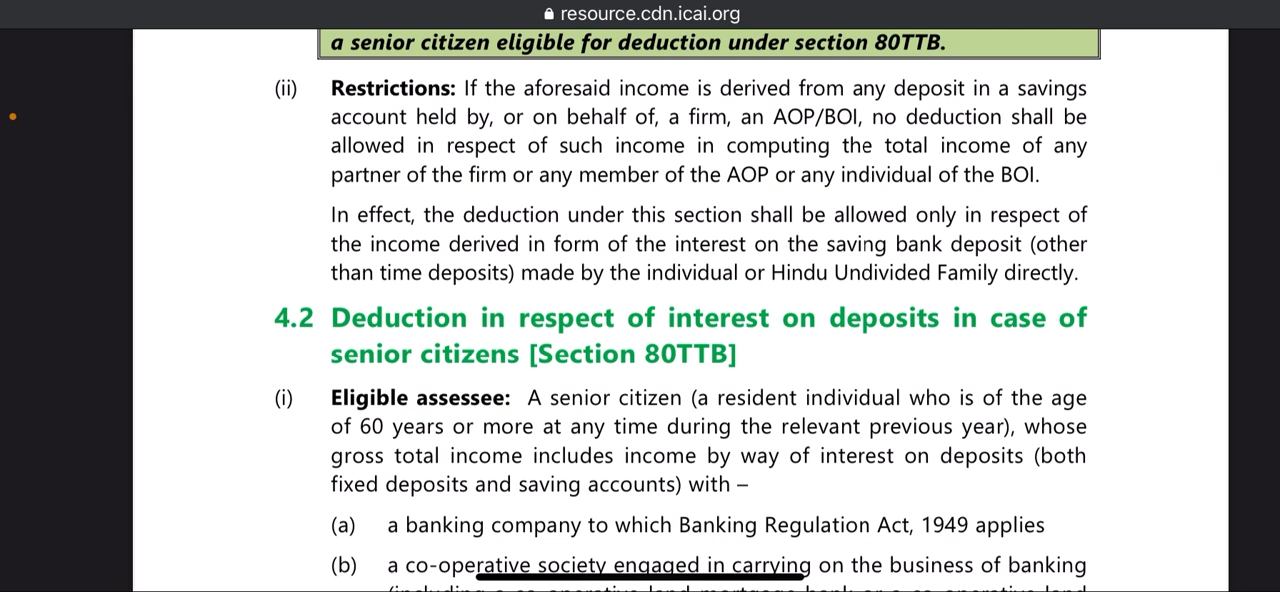 resource.cdn.icai.org
a senior citizen eligible for deduction under section 80TTB.
(ii) Restrictions: If the aforesaid income is derived from any deposit in a savings
account held by, or on behalf of, a firm, an AOP/BOI, no deduction shall be
allowed in respect of such income in computing the total income of any
partner of the firm or any member of the AOP or any individual of the BOI.
In effect, the deduction under this section shall be allowed only in respect of
the income derived in form of the interest on the saving bank deposit (other
than time deposits) made by the individual or Hindu Undivided Family directly.
4.2 Deduction in respect of interest on deposits in case of
senior citizens [Section 80TTB]
(i) Eligible assessee: A senior citizen (a resident individual who is of the age
of 60 years or more at any time during the relevant previous year), whose
gross total income includes income by way of interest on deposits (both
fixed deposits and saving accounts) with –
(a) a banking company to which Banking Regulation Act, 1949 applies
(b) a co-operative society engaged in carrying on the business of banking